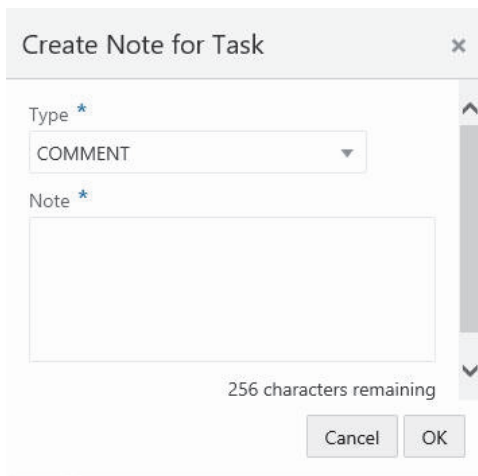 Create Note for Task ×
Type *
COMMENT
Note *
256 characters remaining
Cancel OK